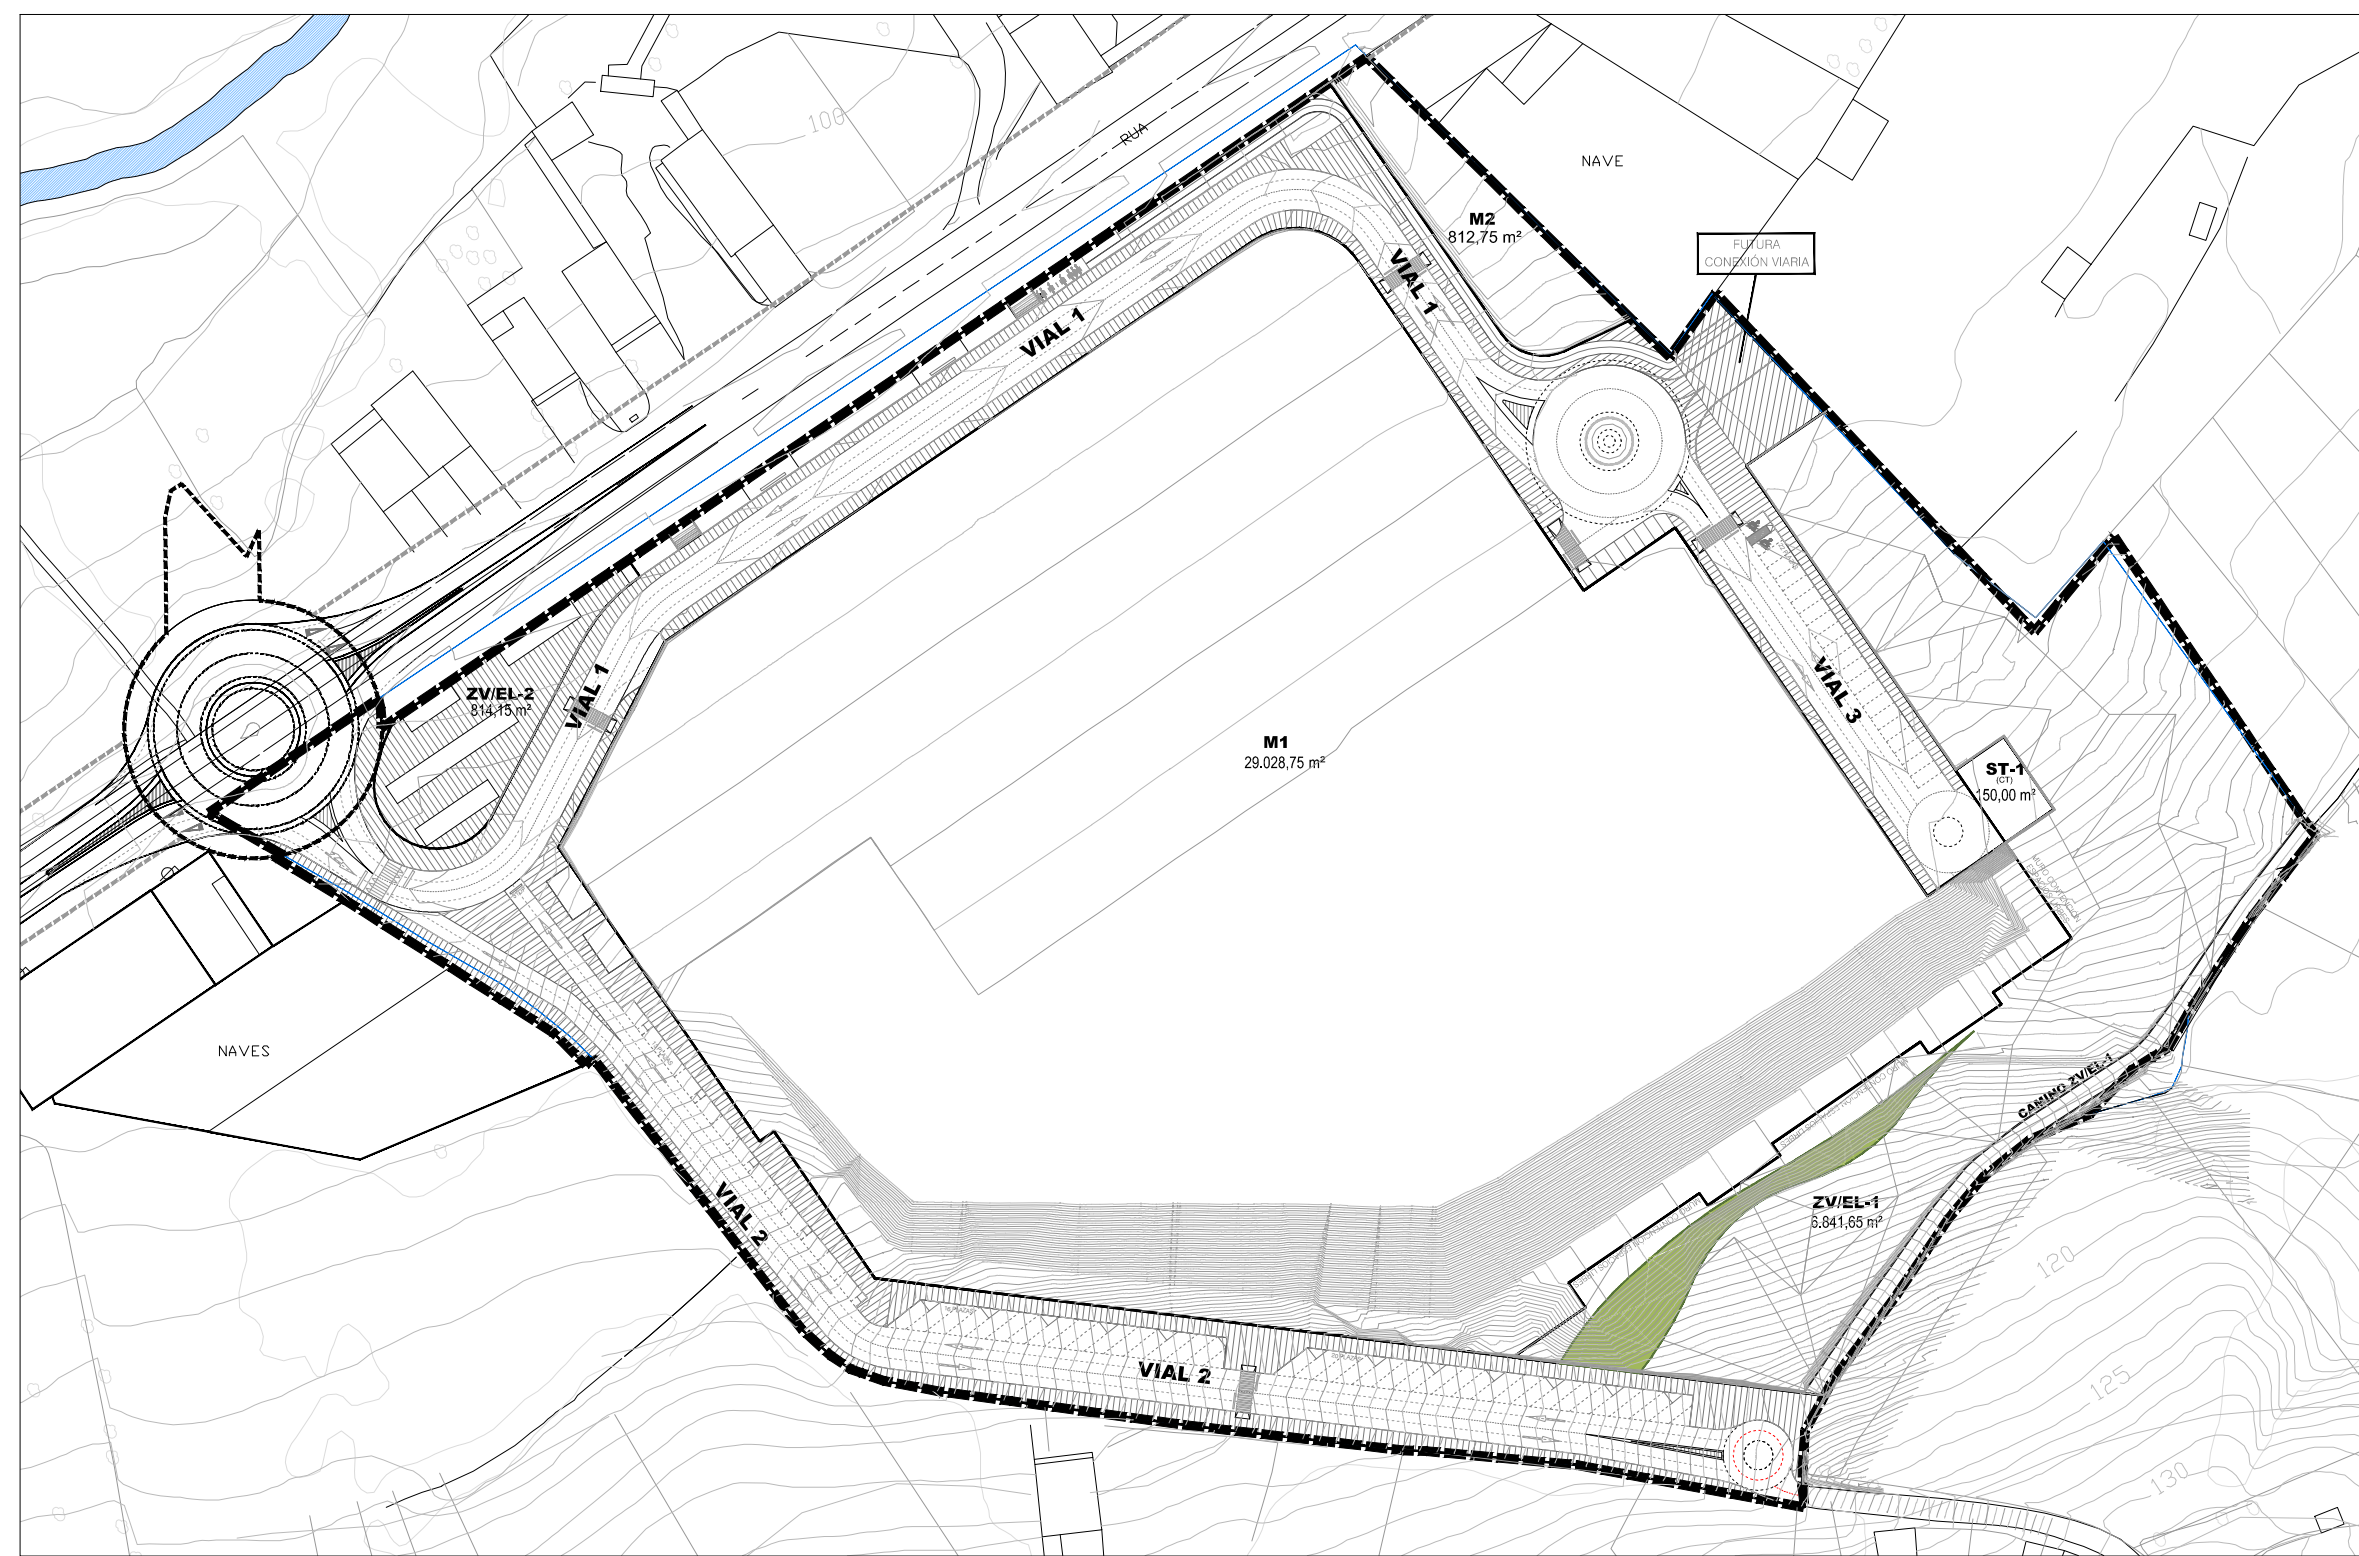 100
RUA
NAVE
M2
812,75 m²
FUTURA
CONEXIÓN VIARIA
VIAL 1
VIAL 1
ZV/EL-2
814,15 m²
VIAL 1
VIAL 3
M1
29.028,75 m²
ST-1
(CT)
150,00 m²
NAVES
CAMINO ZV/EL-1
VIAL 2
ZV/EL-1
6.841,65 m²
120
VIAL 2
125
130